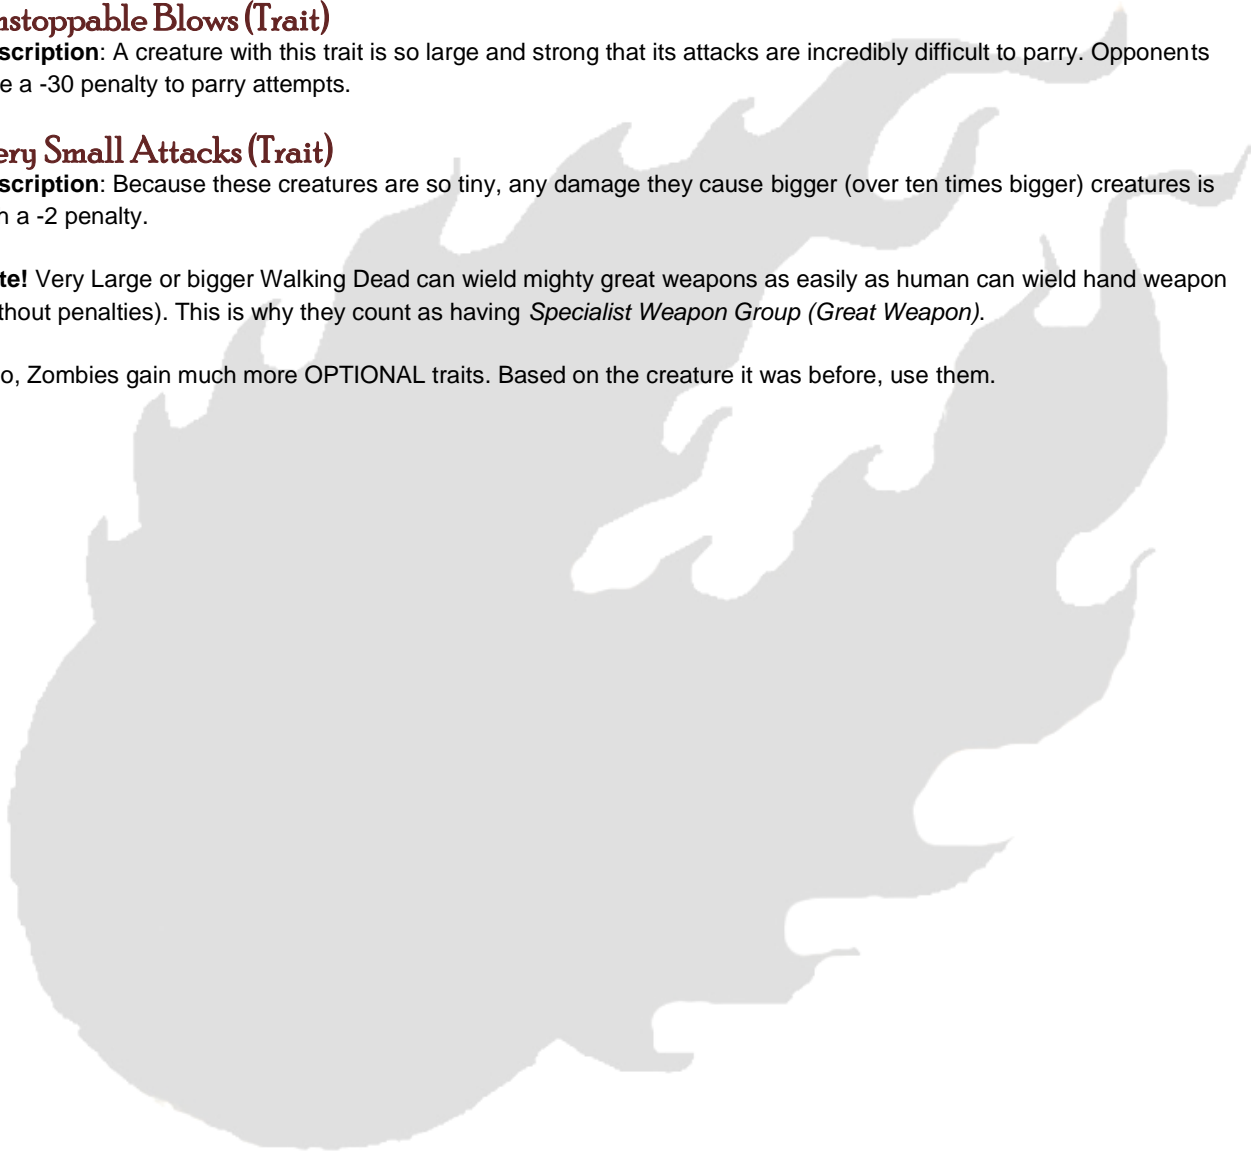 nstoppable Blows (Trait)
scription: A creature with this trait is so large and strong that its attacks are incredibly difficult to parry. Opponents
e a -30 penalty to parry attempts.
ery Small Attacks (Trait)
scription: Because these creatures are so tiny, any damage they cause bigger (over ten times bigger) creatures is
h a -2 penalty.
te! Very Large or bigger Walking Dead can wield mighty great weapons as easily as human can wield hand weapon
thout penalties). This is why they count as having Specialist Weapon Group (Great Weapon).
o, Zombies gain much more OPTIONAL traits. Based on the creature it was before, use them.